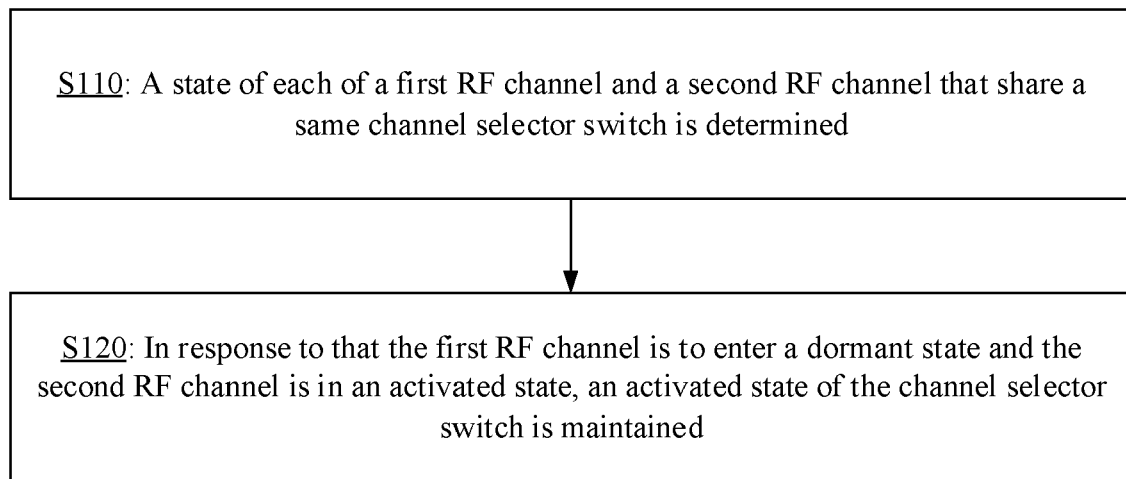 S110: A state of each of a first RF channel and a second RF channel that share a
same channel selector switch is determined
S120: In response to that the first RF channel is to enter a dormant state and the
second RF channel is in an activated state, an activated state of the channel selector
switch is maintained